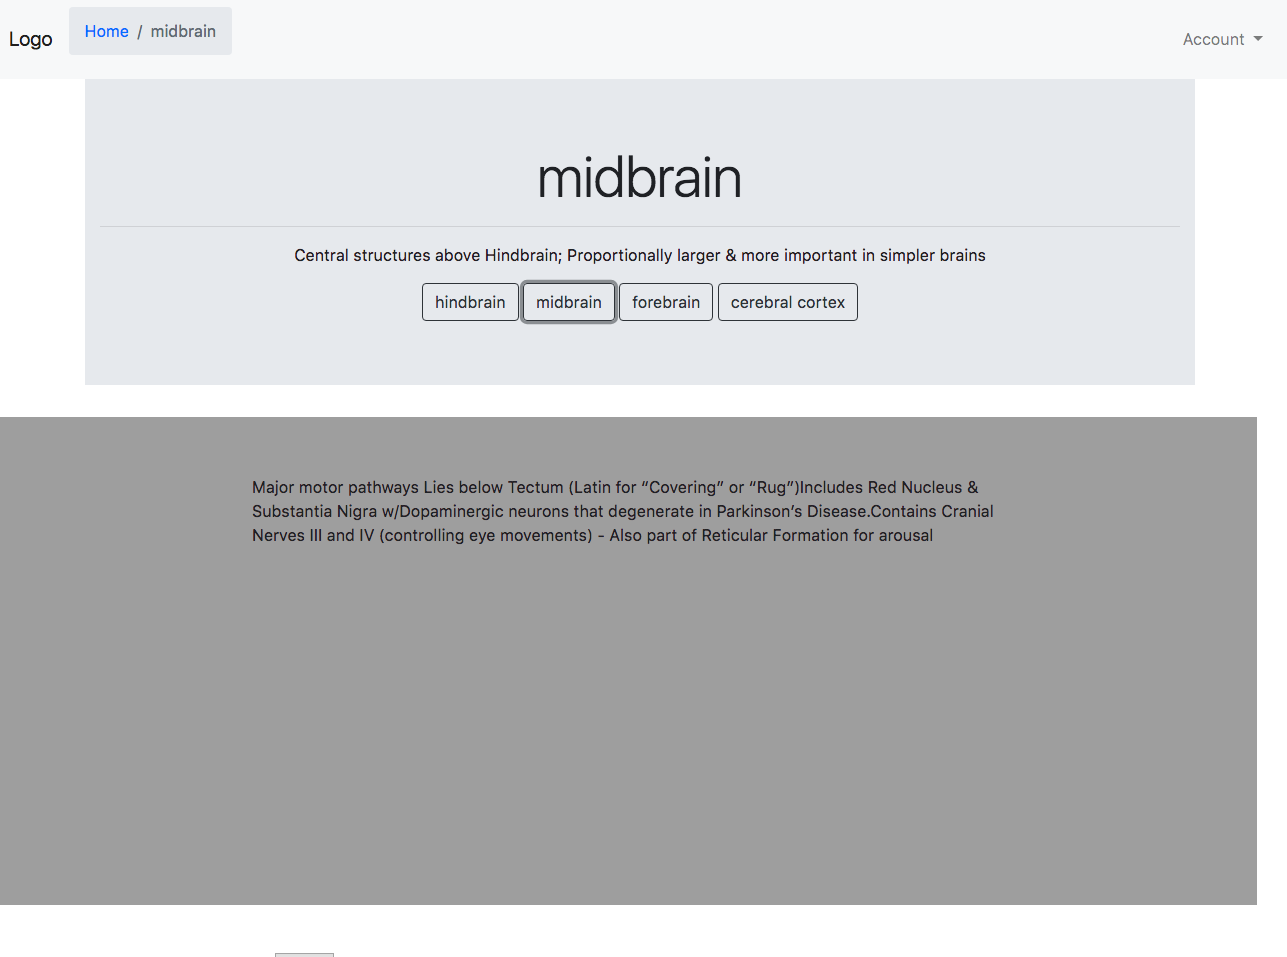 Logo
Home / midbrain
Account
midbrain
Central structures above Hindbrain; Proportionally larger & more important in simpler brains
hindbrain midbrain forebrain cerebral cortex
Major motor pathways Lies below Tectum (Latin for “Covering” or “Rug”)Includes Red Nucleus &
Substantia Nigra w/Dopaminergic neurons that degenerate in Parkinson’s Disease.Contains Cranial
Nerves III and IV (controlling eye movements) - Also part of Reticular Formation for arousal